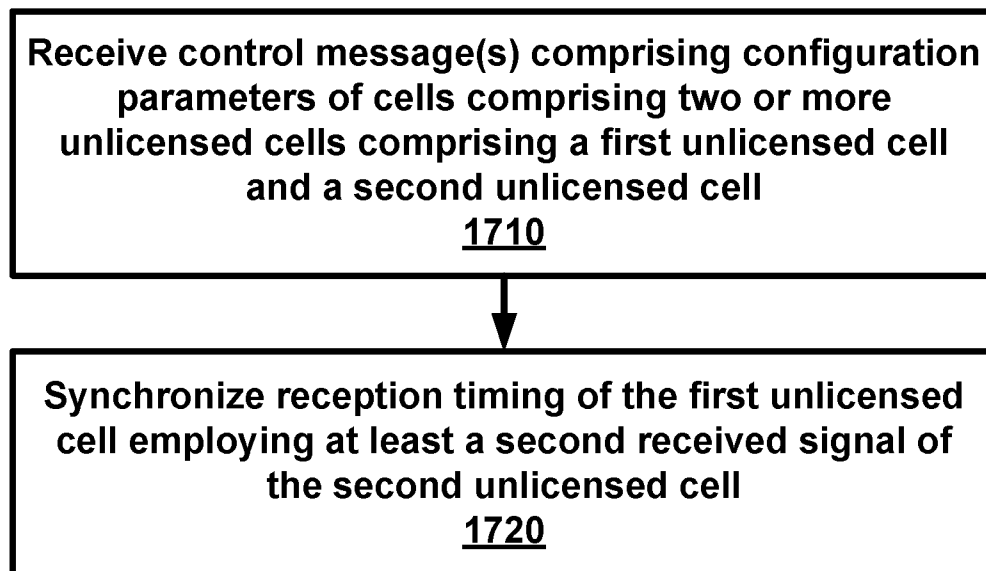 Receive control message(s) comprising configuration
parameters of cells comprising two or more
unlicensed cells comprising a first unlicensed cell
and a second unlicensed cell
1710
Synchronize reception timing of the first unlicensed
cell employing at least a second received signal of
the second unlicensed cell
1720